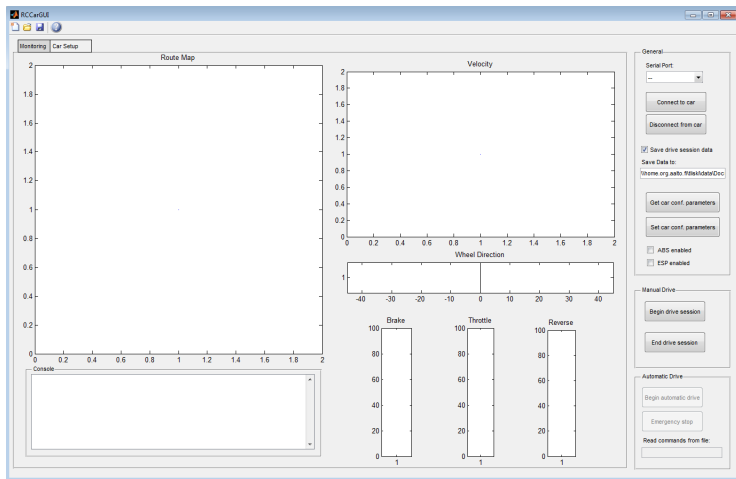 RCCarGUI
Monitoring Car Setup
Route Map
2
1.8
1.6
1.4
1.2
1
0.8
0.6
0.4
0.2
0
0 0.2 0.4 0.6 0.8 1 1.2 1.4 1.6 1.8 2
Console
Velocity
2
1.8
1.6
1.4
1.2
1
0.8
0.6
0.4
0.2
0
0 0.2 0.4 0.6 0.8 1 1.2 1.4 1.6 1.8 2
Wheel Direction
1
-40 -30 -20 -10 0 10 20 30 40
Brake
100
80
60
40
20
0
1
Throttle
100
80
60
40
20
0
1
Reverse
100
80
60
40
20
0
1
General
Serial Port:
--
Connect to car
Disconnect from car
Save drive session data
Save Data to:
\\home.org.aalto.fi\tliski\data\Doc
Get car conf. parameters
Set car conf. parameters
ABS enabled
ESP enabled
Manual Drive
Begin drive session
End drive session
Automatic Drive
Begin automatic drive
Emergency stop
Read commands from file: